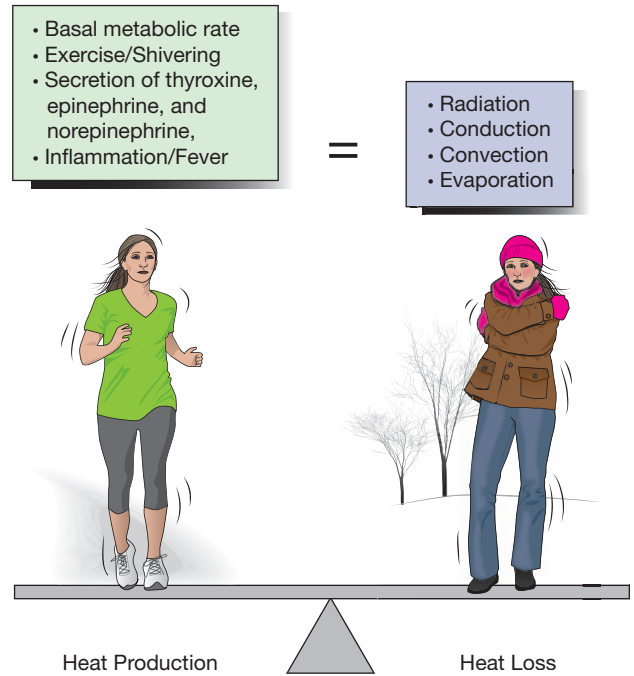 • Basal metabolic rate
• Exercise/Shivering
• Secretion of thyroxine,
epinephrine, and
norepinephrine,
• Inflammation/Fever
=
• Radiation
• Conduction
• Convection
• Evaporation
Heat Production
Heat Loss